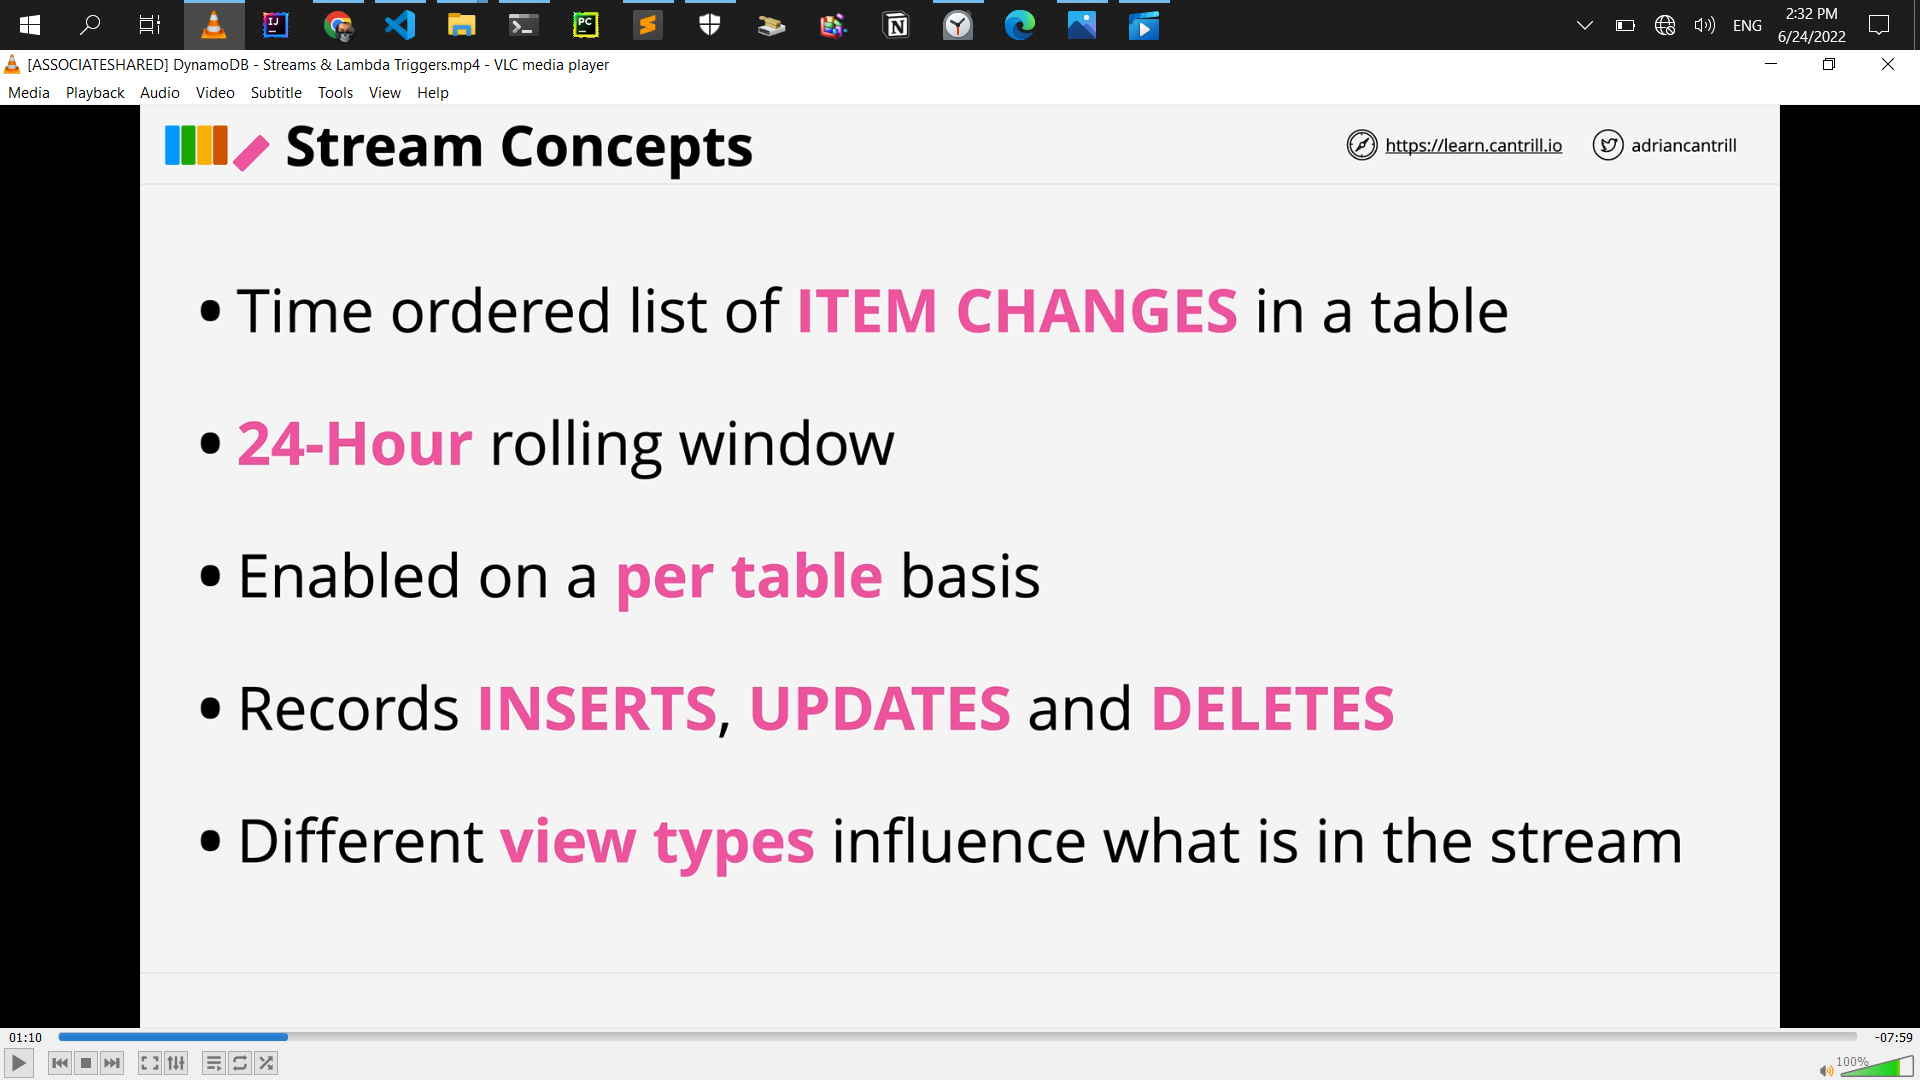 2:32 PM
ENG
6/24/2022
[ASSOCIATESHARED] DynamoDB - Streams & Lambda Triggers.mp4 - VLC media player
Media Playback Audio Video Subtitle Tools View Help
Stream Concepts
https://learn.cantrill.io
adriancantrill
• Time ordered list of ITEM CHANGES in a table
• 24-Hour rolling window
• Enabled on a per table basis
• Records INSERTS, UPDATES and DELETES
• Different view types influence what is in the stream
01:10
-07:59
100%